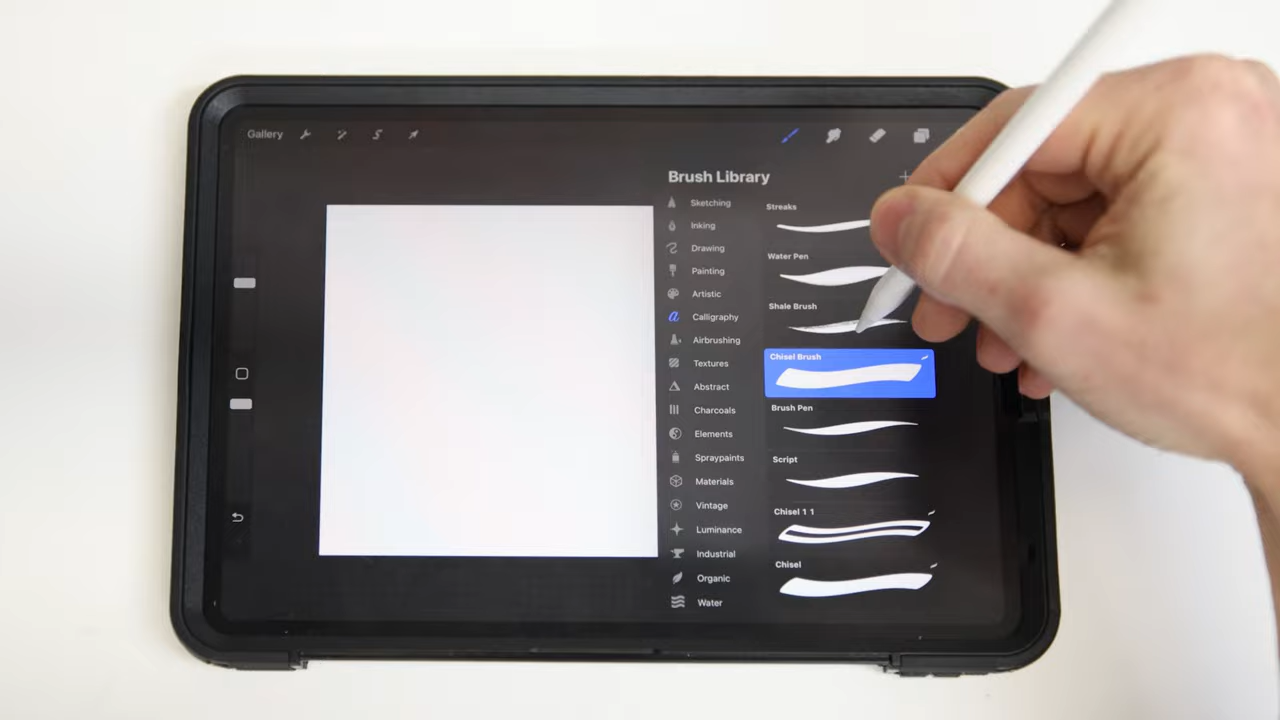 Gallery
Brush Library
Sketching
Inking
Drawing
Painting
Artistic
Calligraphy
Airbrushing
Textures
Abstract
Charcoals
Elements
Spraypaints
Materials
Vintage
Luminance
Industrial
Organic
Water
Streaks
Water Pen
Shale Brush
Chisel Brush
Brush Pen
Script
Chisel 1 1
Chisel